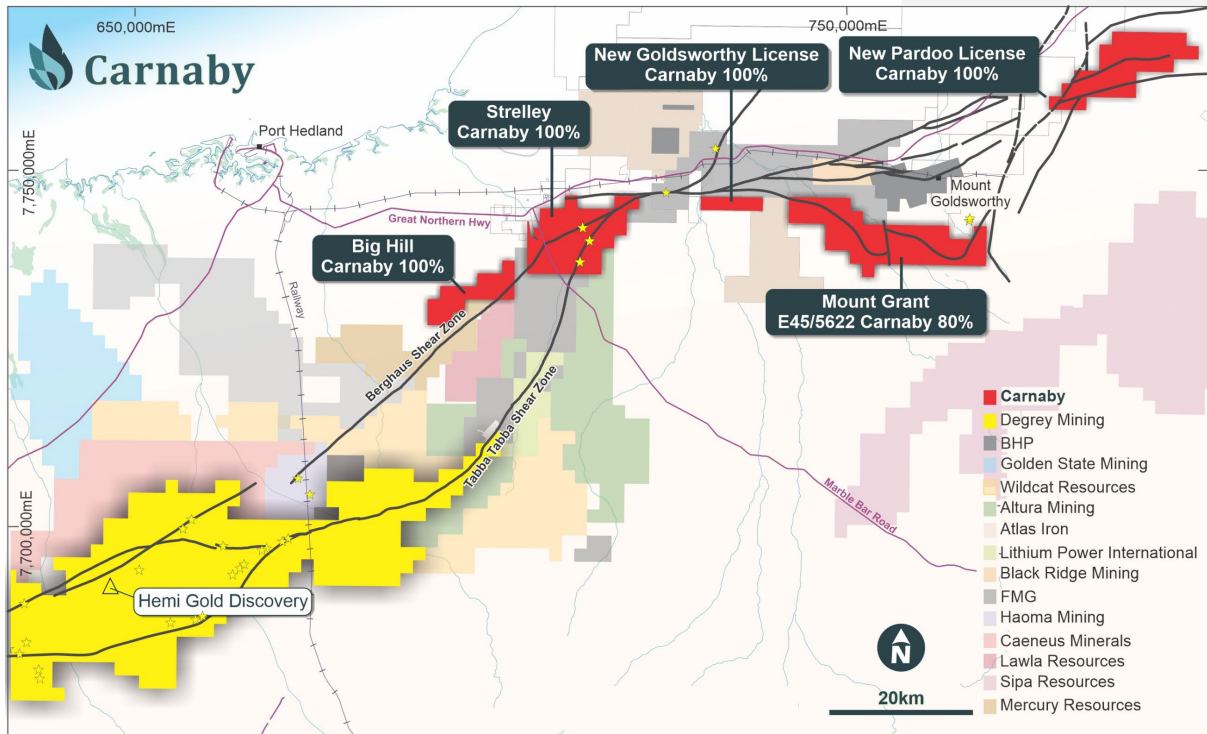 650,000mE
750,000mE
Carnaby
New Goldsworthy License
Carnaby 100%
New Pardoo License
Carnaby 100%
Strelley
Carnaby 100%
Port Hedland
7,750,000mE
Mount
Goldsworthy
Great Northern Hwy
Big Hill
Carnaby 100%
Railway
Mount Grant
E45/5622 Carnaby 80%
Berghaus Shear Zone
Tabba Tabba Shear Zone
Marble Bar Road
7,700,000mE
Hemi Gold Discovery
Carnaby
Degrey Mining
BHP
Golden State Mining
Wildcat Resources
Altura Mining
Atlas Iron
Lithium Power International
Black Ridge Mining
FMG
Haoma Mining
Caeneus Minerals
Lawla Resources
Sipa Resources
Mercury Resources
N
20km